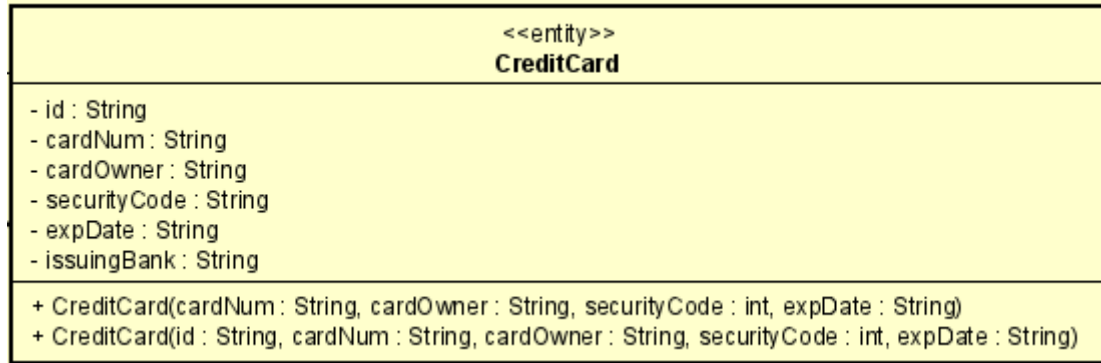 <<entity>>
CreditCard
- id : String
- cardNum : String
- cardOwner : String
- securityCode : String
- expDate : String
- issuingBank : String
+ CreditCard(cardNum : String, cardOwner : String, securityCode : int, expDate : String)
+ CreditCard(id : String, cardNum : String, cardOwner : String, securityCode : int, expDate : String)